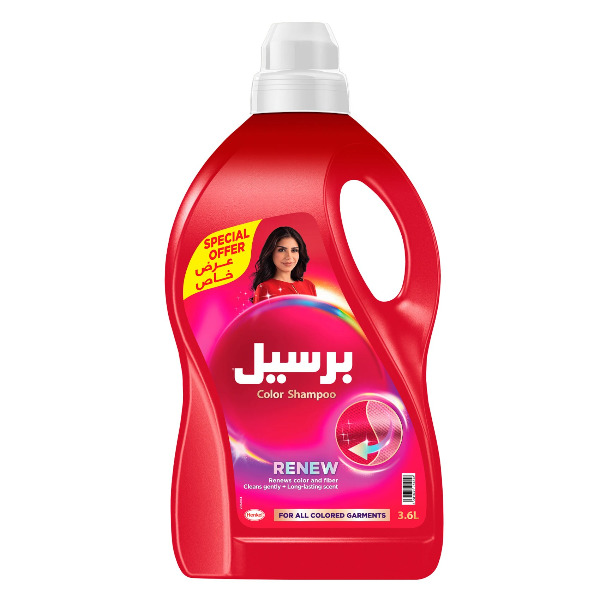 SPECIAL
OFFER
عرض
خاص
برسيل
Color Shampoo
RENEW
Renews color and fiber
Cleans gently + Long-lasting scent
Henkel
FOR ALL COLORED GARMENTS
3.6L